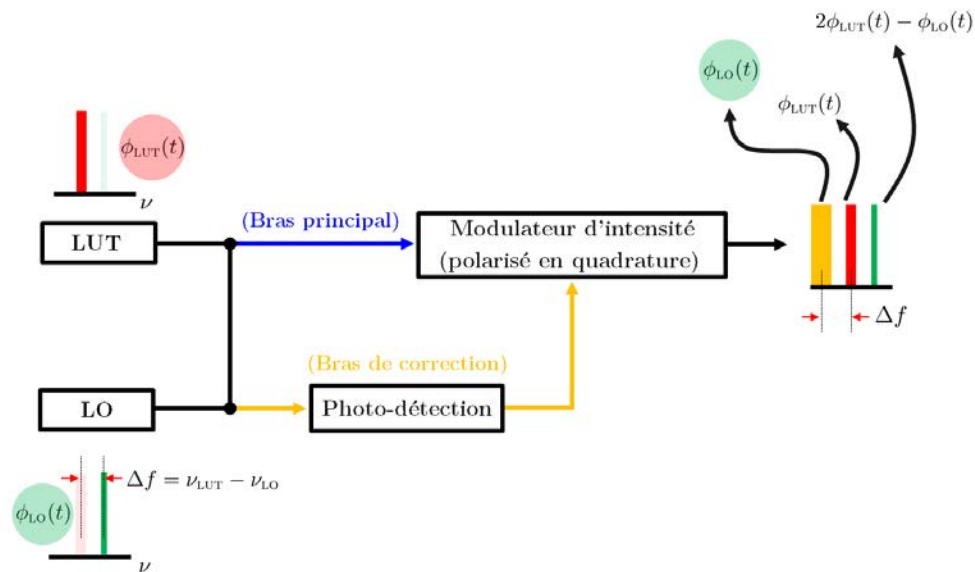 2ϕLUT(t) − ϕLO(t)
ϕLO(t)
ϕLUT(t)
ϕLUT(t)
ν
LUT
(Bras principal)
Modulateur d'intensité
(polarisé en quadrature)
Δf
(Bras de correction)
LO
Photo-détection
Δf = νLUT − νLO
ϕLO(t)
ν